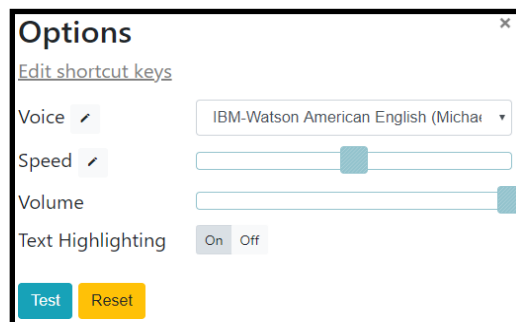 Options ×
Edit shortcut keys
Voice IBM-Watson American English (Michae
Speed
Volume
Text Highlighting On Off
Test Reset